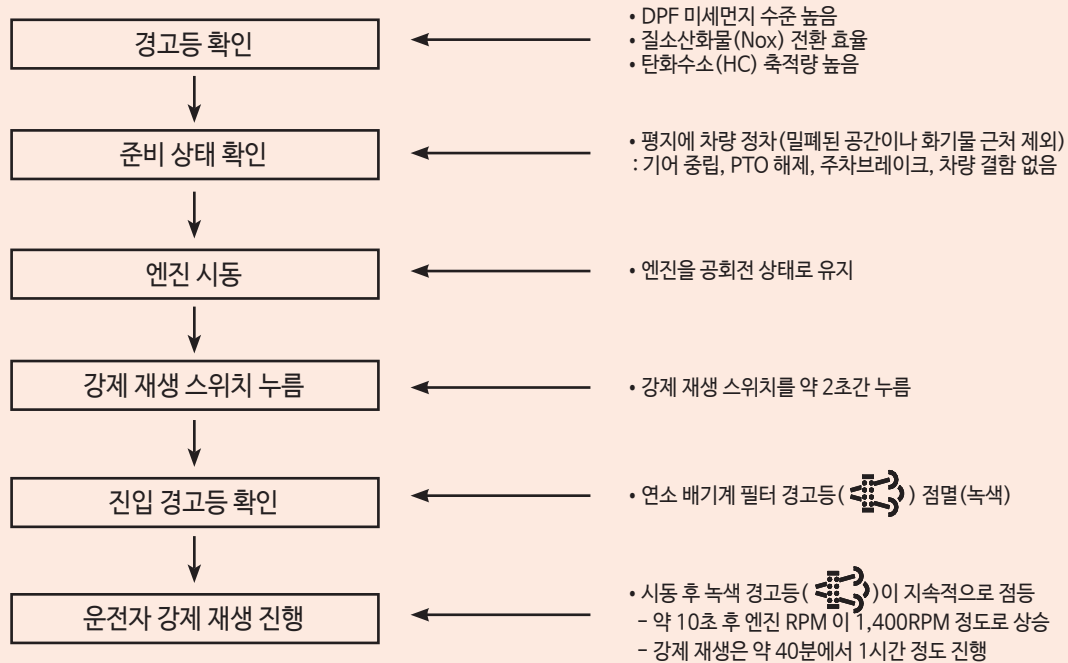 경고등 확인
• DPF 미세먼지 수준 높음
• 질소산화물(Nox) 전환 효율
• 탄화수소(HC) 축적량 높음
준비 상태 확인
• 평지에 차량 정차(밀폐된 공간이나 화기물 근처 제외)
: 기어 중립, PTO 해제, 주차브레이크, 차량 결함 없음
엔진 시동
• 엔진을 공회전 상태로 유지
강제 재생 스위치 누름
• 강제 재생 스위치를 약 2초간 누름
진입 경고등 확인
• 연소 배기계 필터 경고등( ) 점멸(녹색)
운전자 강제 재생 진행
• 시동 후 녹색 경고등( )이 지속적으로 점등
- 약 10초 후 엔진 RPM 이 1,400RPM 정도로 상승
- 강제 재생은 약 40분에서 1시간 정도 진행